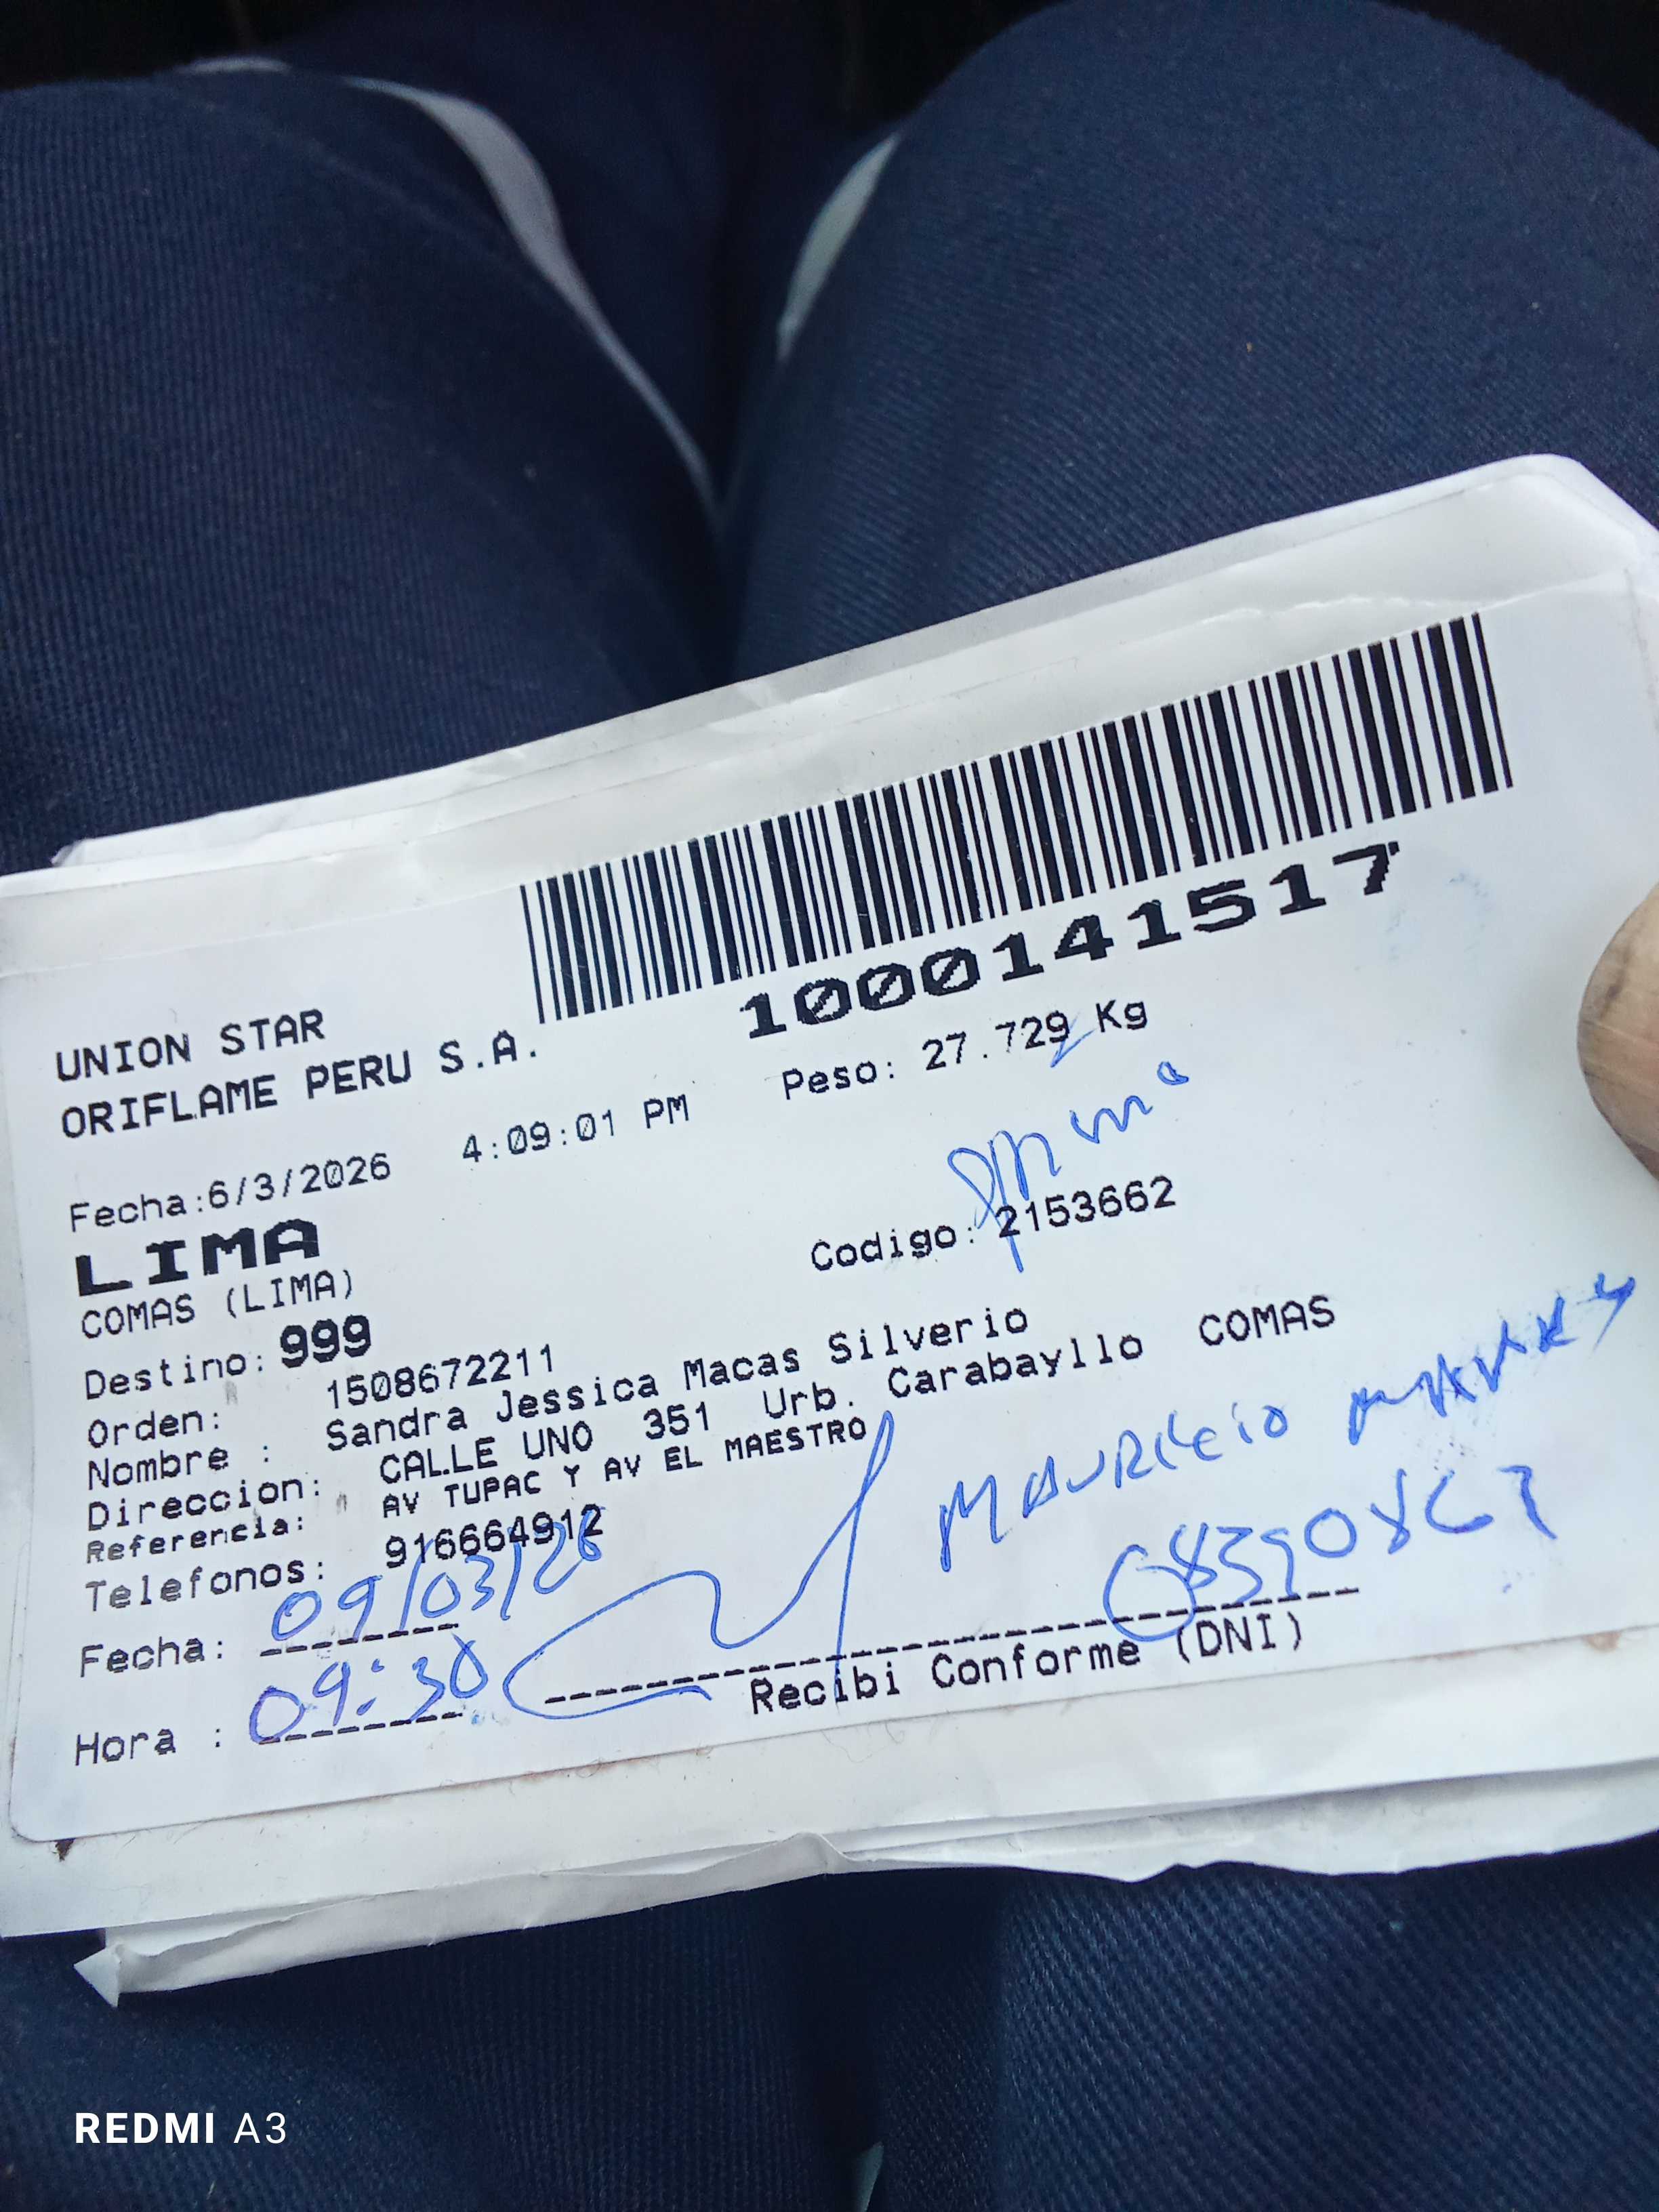 1000141517
UNION STAR
ORIFLAME PERU S.A.
Peso: 27.729 Kg
Fecha:6/3/2026 4:09:01 PM
LIMA
COMAS (LIMA)
Codigo: 2153662
Destino: 999
Orden: 1508672211
Nombre : Sandra Jessica Macas Silverio
Direccion: CALLE UNO 351 Urb. Carabayllo COMAS
Referencia: AV TUPAC Y AV EL MAESTRO
Telefonos: 916664912
MAURICIO
Fecha: 09/03/26
Hora : 09:30
Recibi Conforme (DNI)
REDMI A3